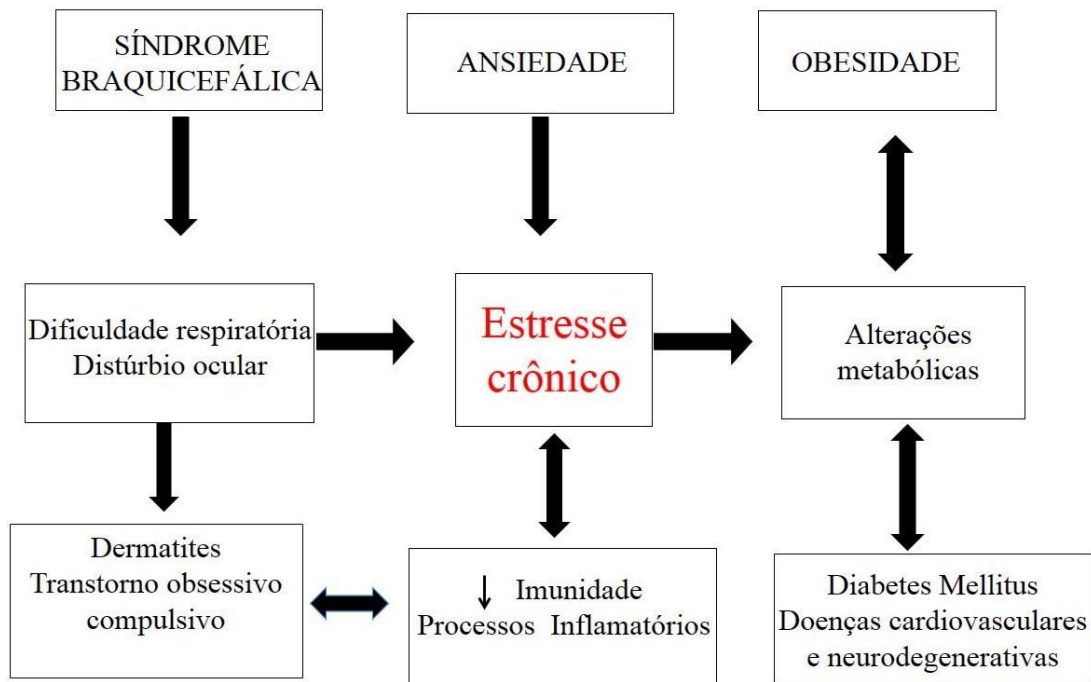 SÍNDROME
BRAQUICEFÁLICA
ANSIEDADE
OBESIDADE
Dificuldade respiratória
Distúrbio ocular
Estresse
crônico
Alterações
metabólicas
Dermatites
Transtorno obsessivo
compulsivo
↓ Imunidade
Processos Inflamatórios
Diabetes Mellitus
Doenças cardiovasculares
e neurodegenerativas